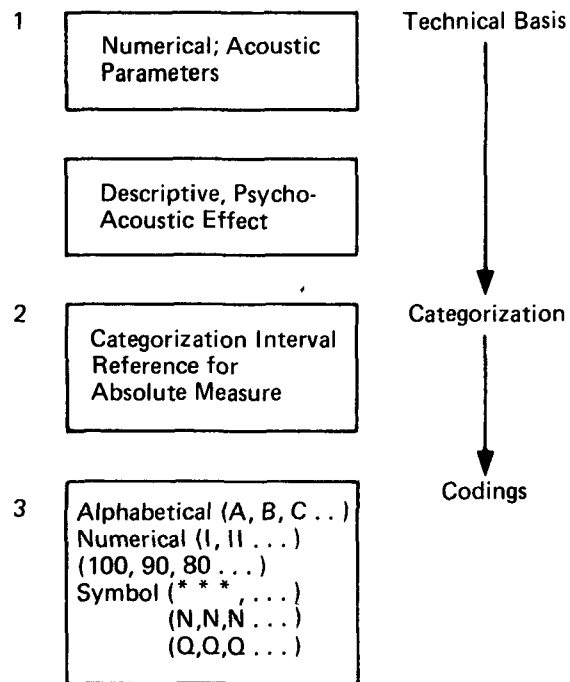 1
Technical Basis
Numerical; Acoustic
Parameters
Descriptive, Psycho-
Acoustic Effect
2
Categorization
Categorization Interval
Reference for
Absolute Measure
Codings
3
Alphabetical (A, B, C . . )
Numerical (I, II . . . )
(100, 90, 80 . . . )
Symbol (* * * , . . . )
(N,N,N . . . )
(Q,Q,Q . . . )